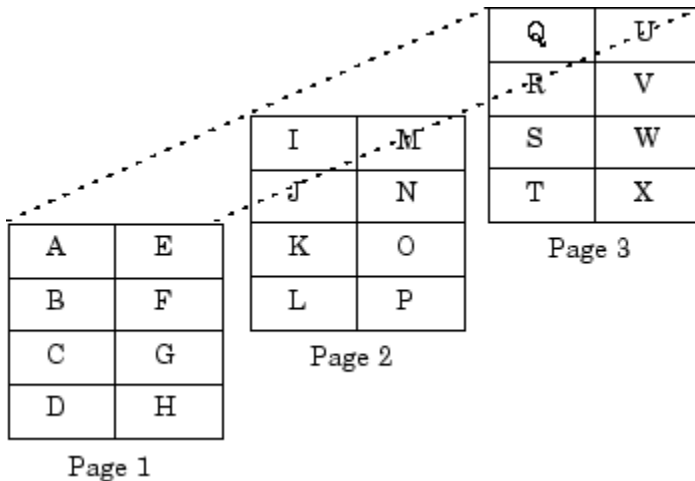 Q U
R V
S W
T X
Page 3
I M
J N
K O
L P
Page 2
A E
B F
C G
D H
Page 1